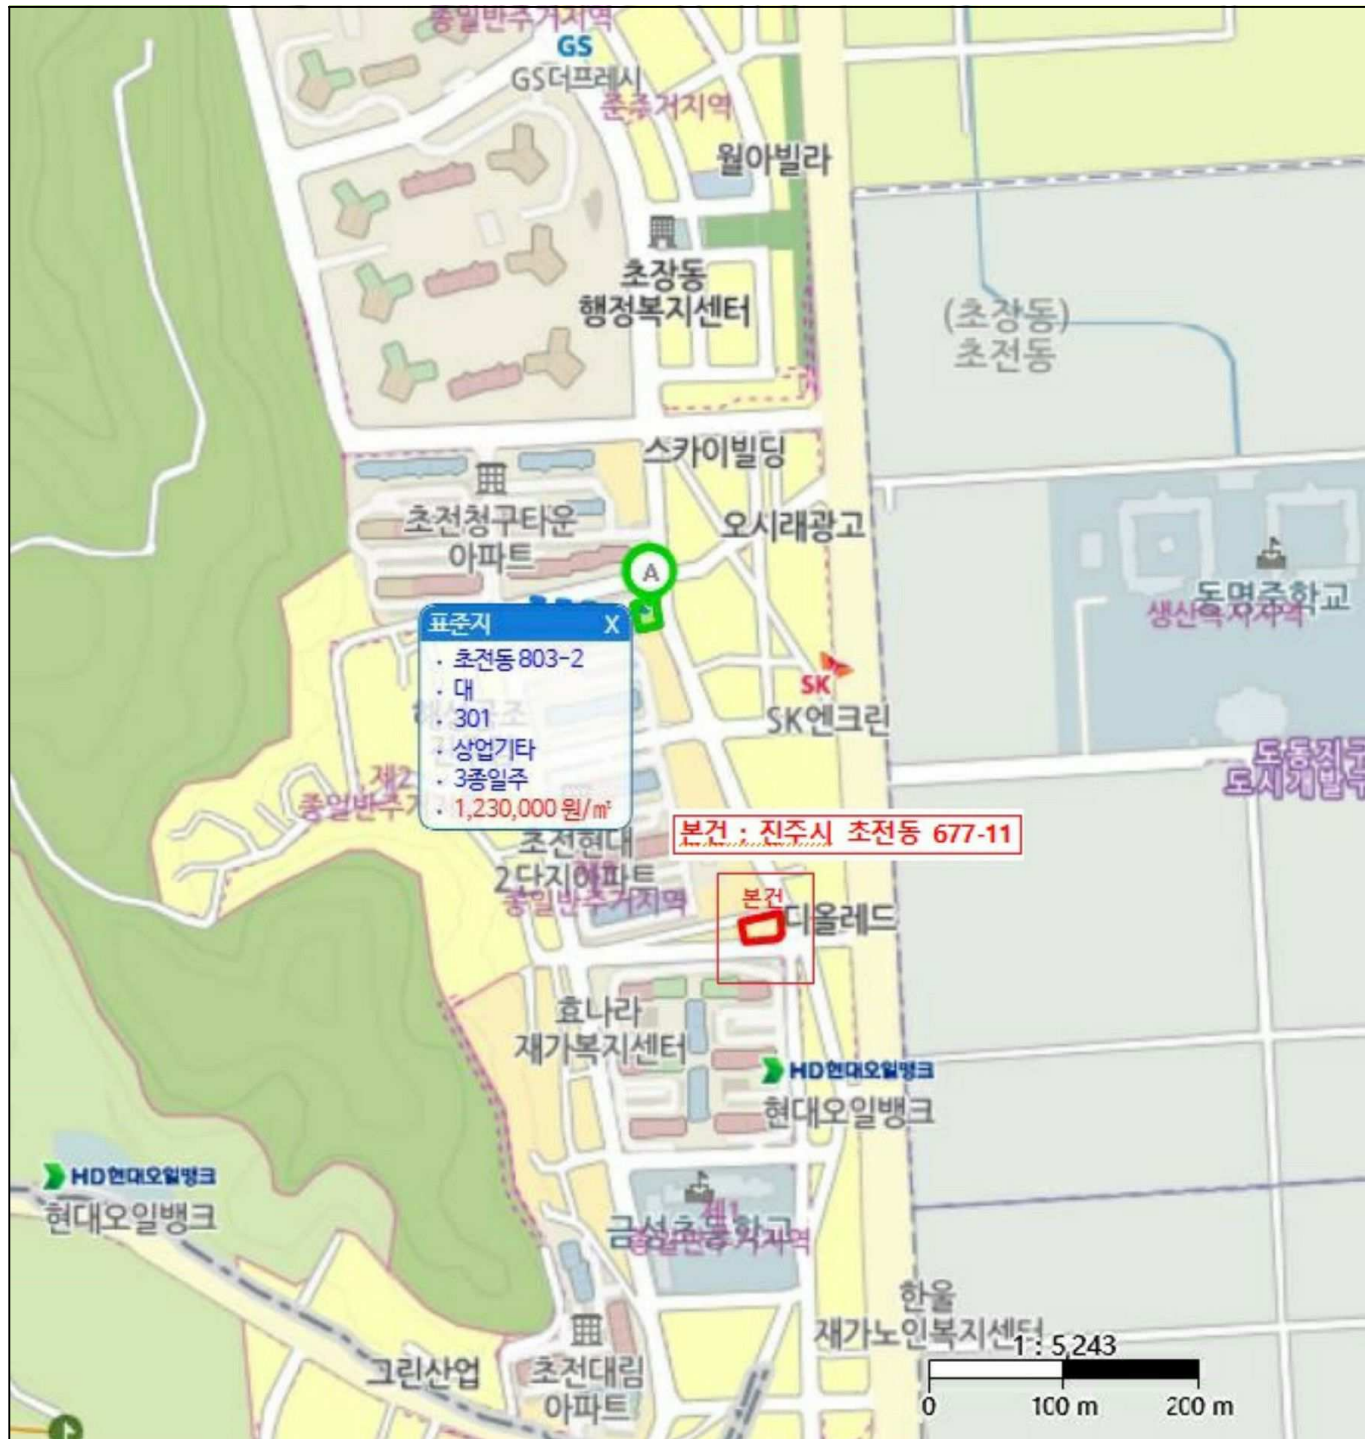 종일반주거지역
GS
GS더프레시
준주거지역
월아빌라
초장동
행정복지센터
(초장동)
초전동
스카이빌딩
초전청구타운
아파트
오시래광고
A
동명중학교
표준지 X
· 초전동 803-2
· 대
· 301
· 상업기타
· 3종일주
· 1,230,000 원/㎡
SK
SK엔크린
도동지구
제2
종일반주거지
본건 : 진주시 초전동 677-11
초전현대
2단지아파트
종일반주거지역
본건
디올레드
효나라
재가복지센터
HD현대오일뱅크
현대오일뱅크
HD현대오일뱅크
현대오일뱅크
제1
금성초등학교
종일반주거지역
한울
재가노인복지센터
1 : 5,243
그린산업
초전대림
아파트
0 100 m 200 m